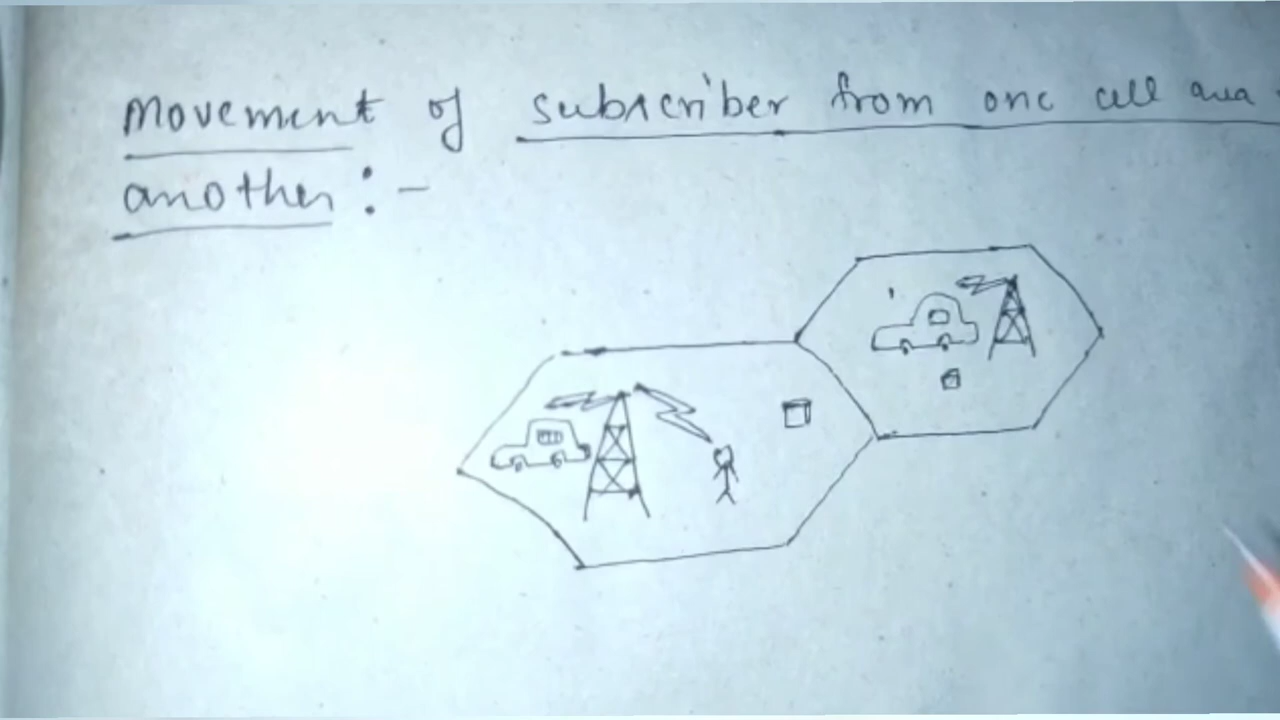 Movement of subscriber from one cell area
another : -